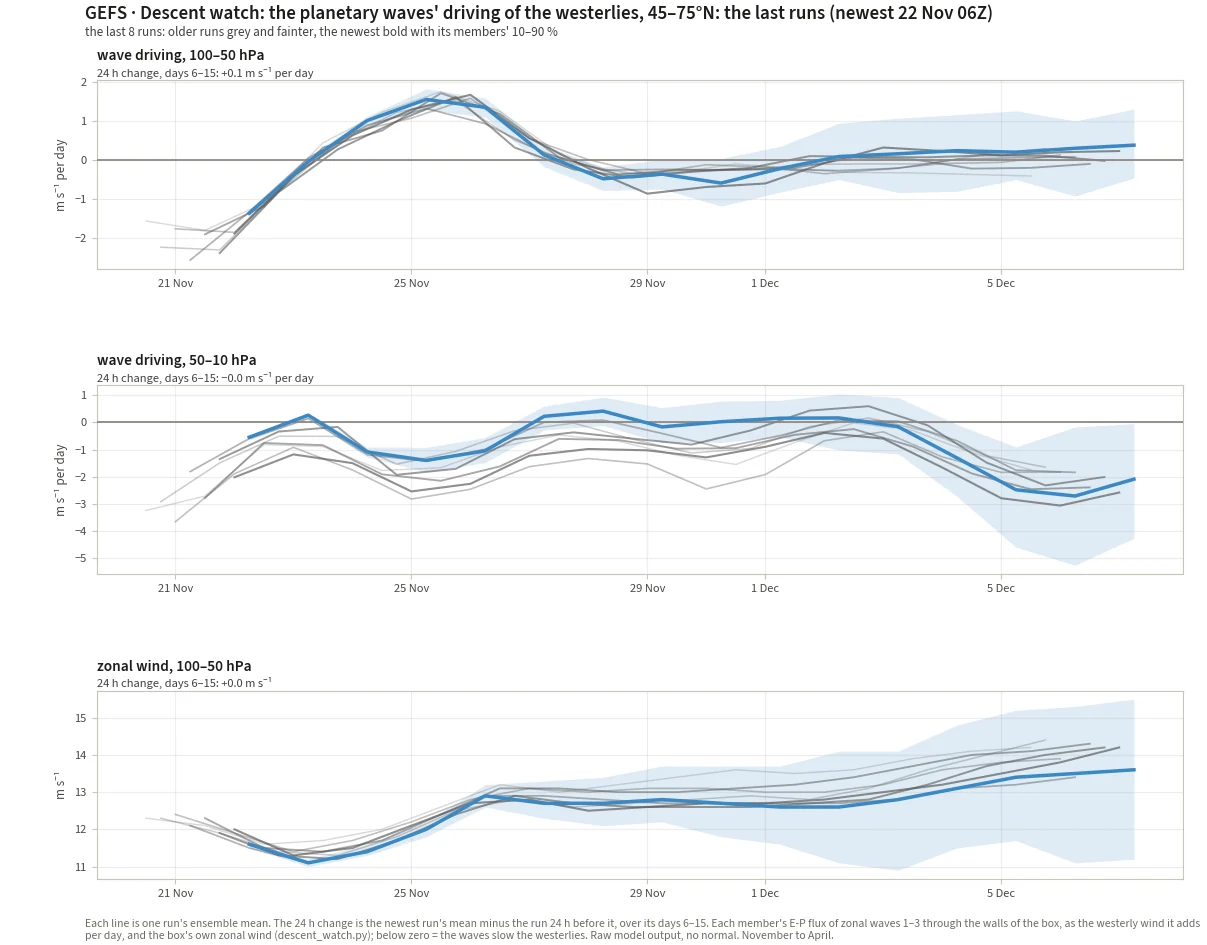 GEFS · Descent watch: the planetary waves' driving of the westerlies, 45–75°N: the last runs (newest 22 Nov 06Z)
the last 8 runs: older runs grey and fainter, the newest bold with its members' 10–90 %
wave driving, 100–50 hPa
24 h change, days 6–15: +0.1 m s⁻¹ per day
2
1
0
−1
−2
m s⁻¹ per day
21 Nov
25 Nov
29 Nov
1 Dec
5 Dec
wave driving, 50–10 hPa
24 h change, days 6–15: −0.0 m s⁻¹ per day
1
0
−1
−2
−3
−4
−5
m s⁻¹ per day
21 Nov
25 Nov
29 Nov
1 Dec
5 Dec
zonal wind, 100–50 hPa
24 h change, days 6–15: +0.0 m s⁻¹
15
14
13
12
11
m s⁻¹
21 Nov
25 Nov
29 Nov
1 Dec
5 Dec
Each line is one run's ensemble mean. The 24 h change is the newest run's mean minus the run 24 h before it, over its days 6–15. Each member's E-P flux of zonal waves 1–3 through the walls of the box, as the westerly wind it adds
per day, and the box's own zonal wind (descent_watch.py); below zero = the waves slow the westerlies. Raw model output, no normal. November to April.